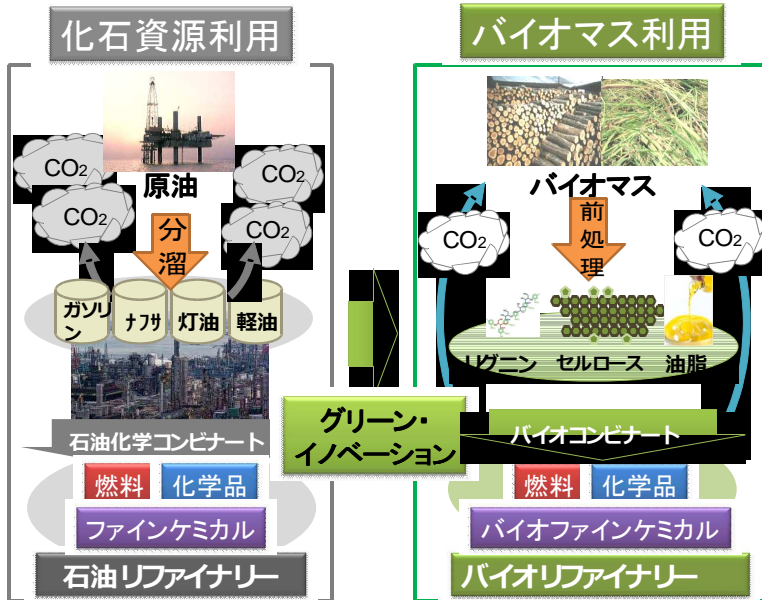 化石資源利用
CO2
CO2
CO2
CO2
原油
分溜
ガソリン
ナフサ
灯油
軽油
石油化学コンビナート
燃料
化学品
ファインケミカル
石油リファイナリー
グリーン・
イノベーション
バイオマス利用
バイオマス
CO2
CO2
前処理
リグニン
セルロース
油脂
バイオコンビナート
燃料
化学品
バイオファインケミカル
バイオリファイナリー